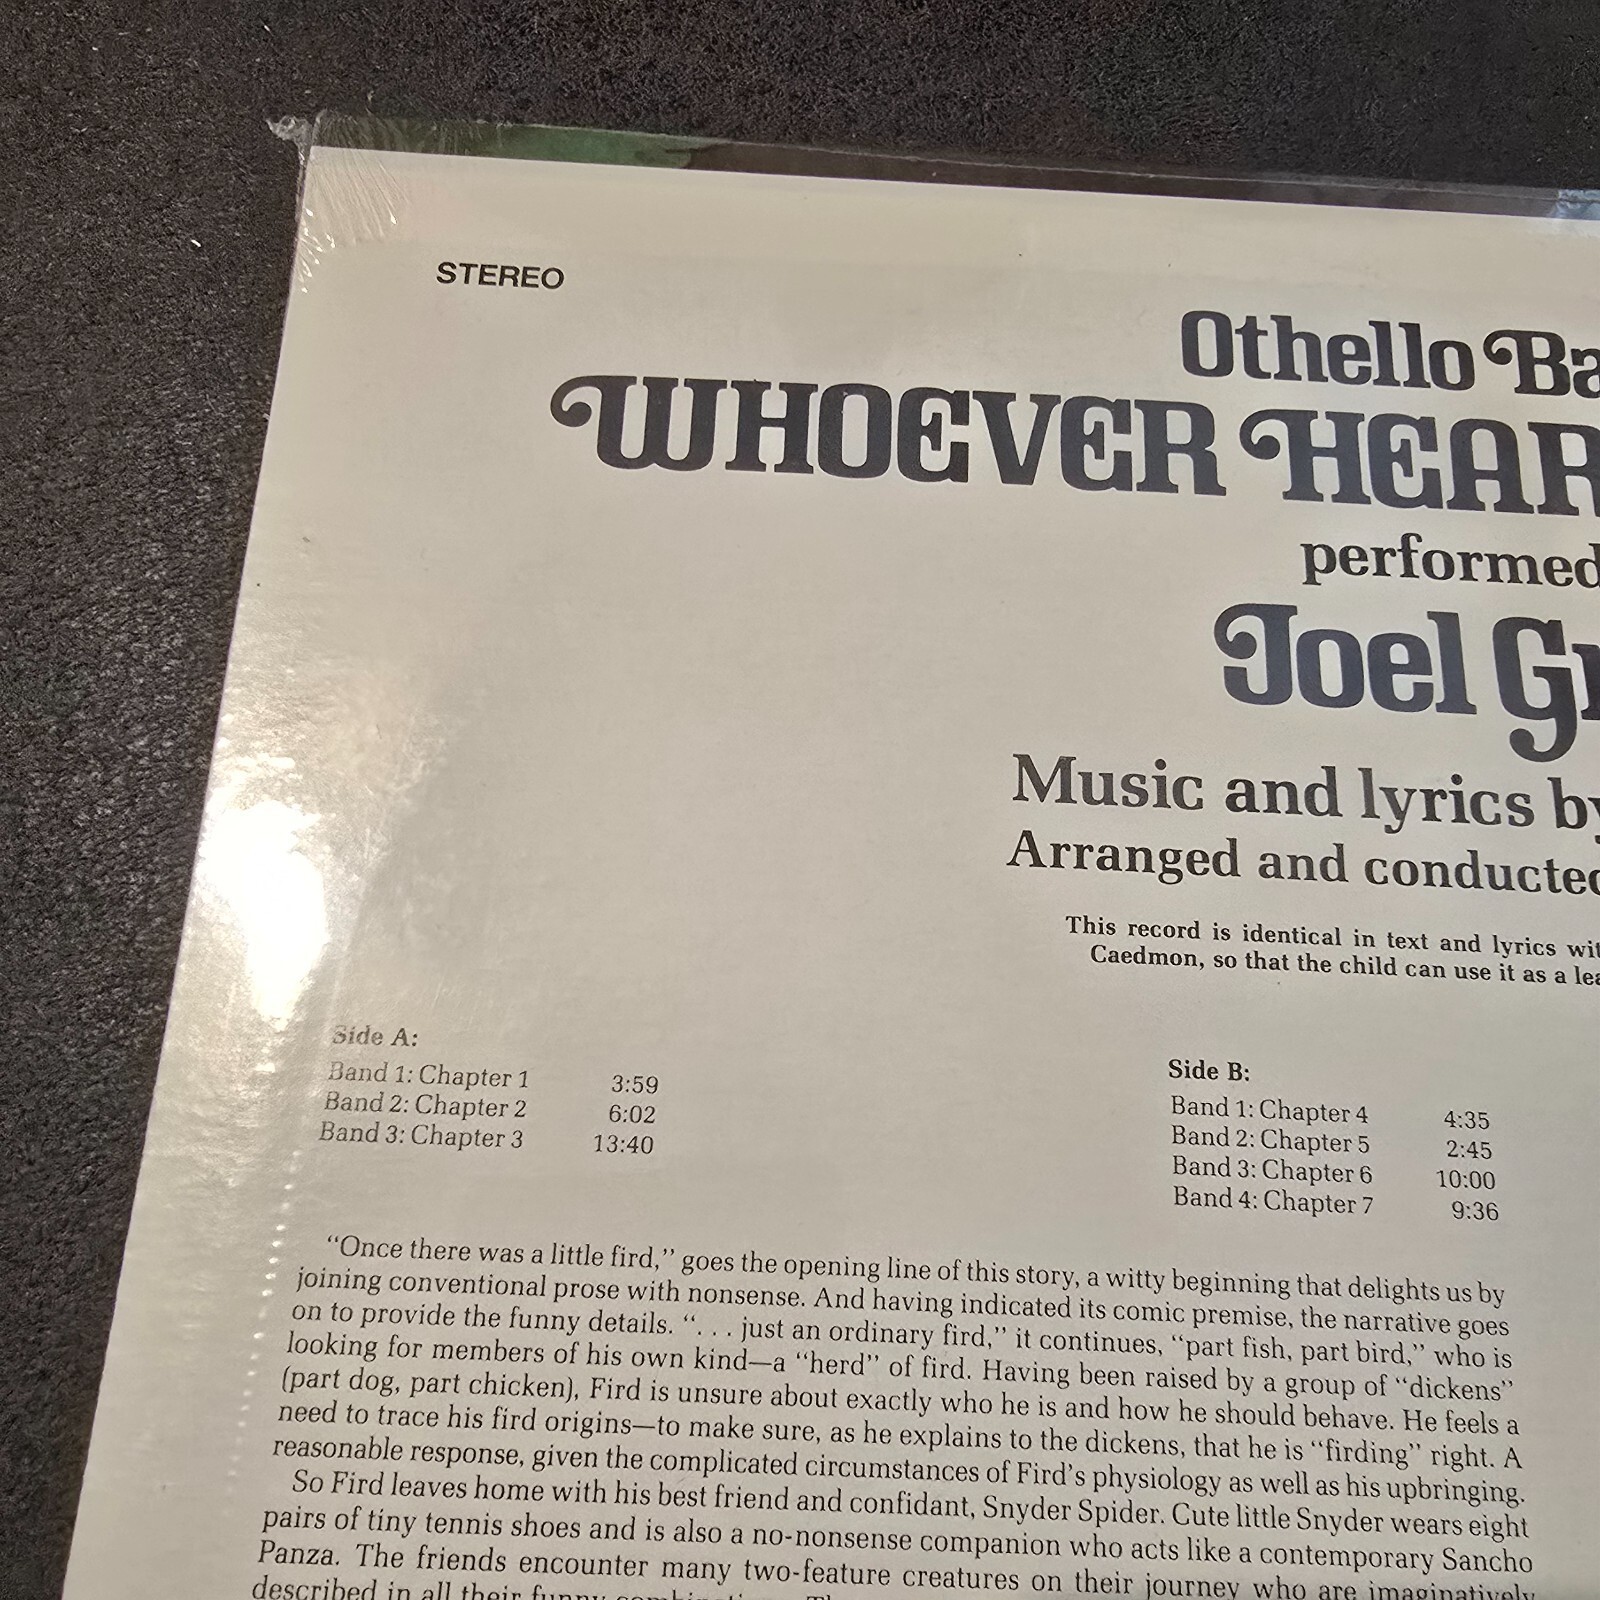 STEREO
Othello Ba
WHOEVER HEAR
performed
Joel Gr
Music and lyrics by
Arranged and conducted
This record is identical in text and lyrics wit
Caedmon, so that the child can use it as a lea
Side A:
Band 1: Chapter 1 3:59
Band 2: Chapter 2 6:02
Band 3: Chapter 3 13:40
Side B:
Band 1: Chapter 4 4:35
Band 2: Chapter 5 2:45
Band 3: Chapter 6 10:00
Band 4: Chapter 7 9:36
“Once there was a little fird,” goes the opening line of this story, a witty beginning that delights us by
joining conventional prose with nonsense. And having indicated its comic premise, the narrative goes
on to provide the funny details. “. . . just an ordinary fird,” it continues, “part fish, part bird,” who is
looking for members of his own kind—a “herd” of fird. Having been raised by a group of “dickens”
(part dog, part chicken), Fird is unsure about exactly who he is and how he should behave. He feels a
need to trace his fird origins—to make sure, as he explains to the dickens, that he is “firding” right. A
reasonable response, given the complicated circumstances of Fird’s physiology as well as his upbringing.
So Fird leaves home with his best friend and confidant, Snyder Spider. Cute little Snyder wears eight
pairs of tiny tennis shoes and is also a no-nonsense companion who acts like a contemporary Sancho
Panza. The friends encounter many two-feature creatures on their journey who are imaginatively
described in all their funny